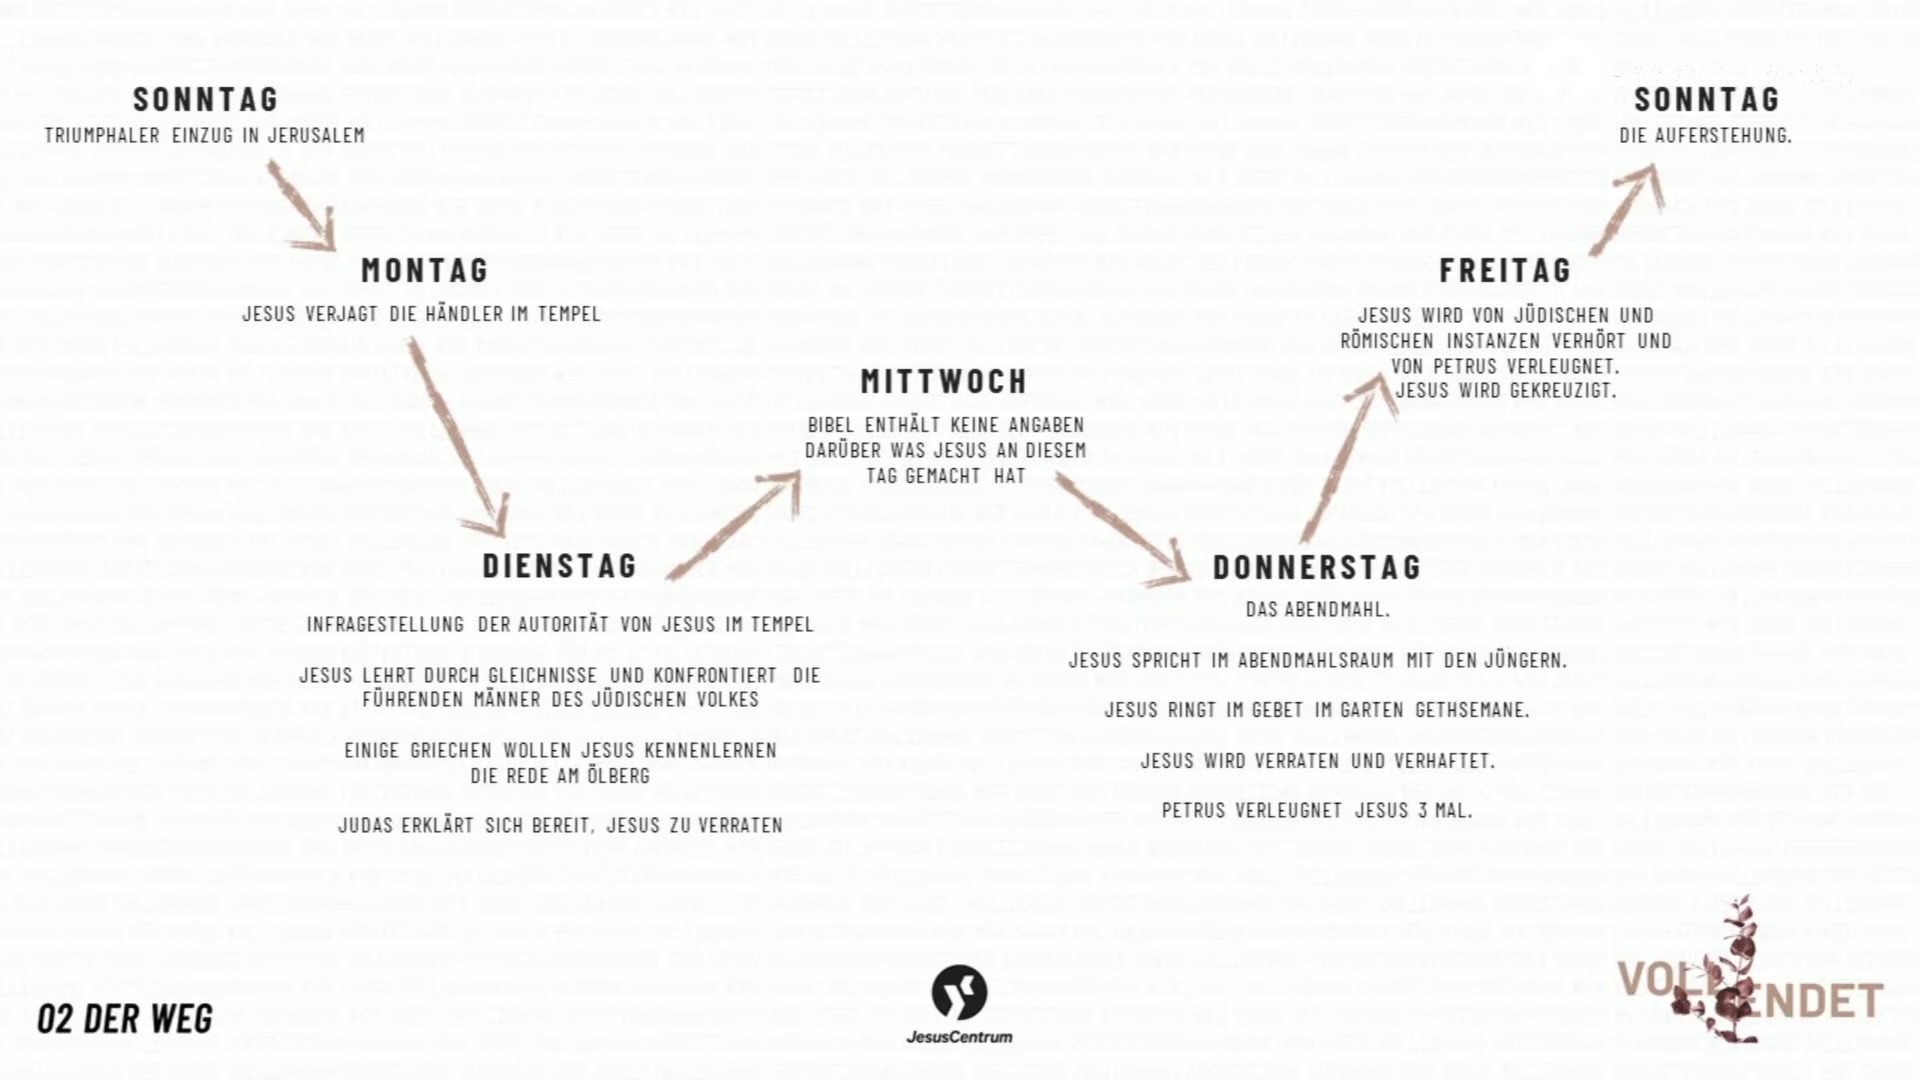 SONNTAG
TRIUMPHALER EINZUG IN JERUSALEM
MONTAG
JESUS VERJAGT DIE HÄNDLER IM TEMPEL
DIENSTAG
INFRAGESTELLUNG DER AUTORITÄT VON JESUS IM TEMPEL
JESUS LEHRT DURCH GLEICHNISSE UND KONFRONTIERT DIE
FÜHRENDEN MÄNNER DES JÜDISCHEN VOLKES
EINIGE GRIECHEN WOLLEN JESUS KENNENLERNEN
DIE REDE AM ÖLBERG
JUDAS ERKLÄRT SICH BEREIT, JESUS ZU VERRATEN
MITTWOCH
BIBEL ENTHÄLT KEINE ANGABEN
DARÜBER WAS JESUS AN DIESEM
TAG GEMACHT HAT
DONNERSTAG
DAS ABENDMAHL.
JESUS SPRICHT IM ABENDMAHLSRAUM MIT DEN JÜNGERN.
JESUS RINGT IM GEBET IM GARTEN GETHSEMANE.
JESUS WIRD VERRATEN UND VERHAFTET.
PETRUS VERLEUGNET JESUS 3 MAL.
FREITAG
JESUS WIRD VON JÜDISCHEN UND
RÖMISCHEN INSTANZEN VERHÖRT UND
VON PETRUS VERLEUGNET.
JESUS WIRD GEKREUZIGT.
SONNTAG
DIE AUFERSTEHUNG.
02 DER WEG
JesusCentrum
VOLLENDET